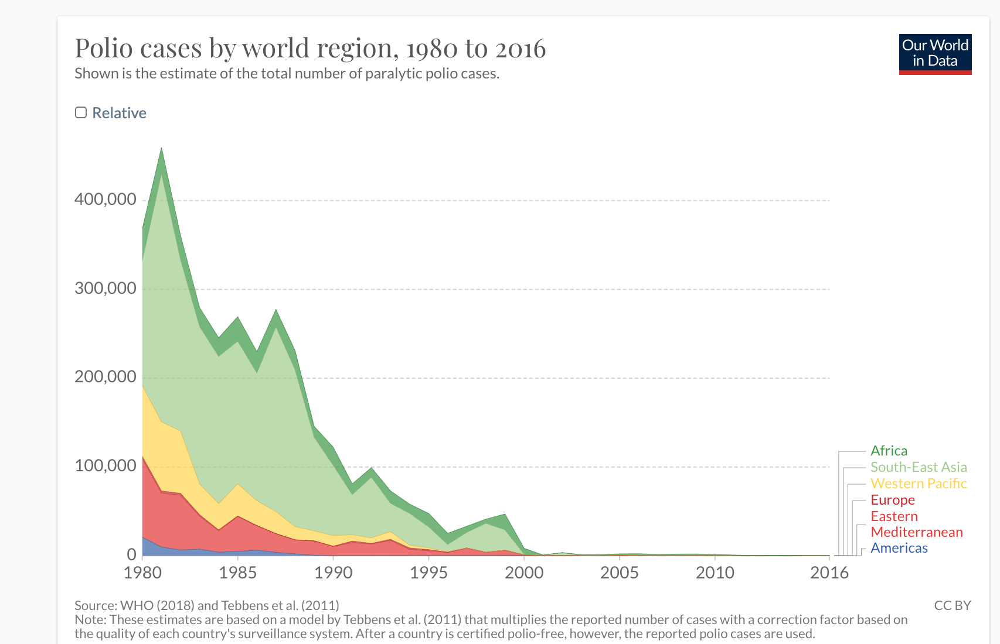 Polio cases by world region, 1980 to 2016
Our World
in Data
Shown is the estimate of the total number of paralytic polio cases.
Relative
400,000
300,000
200,000
100,000
0
1980
1985
1990
1995
2000
2005
2010
2016
Africa
South-East Asia
Western Pacific
Europe
Eastern
Mediterranean
Americas
Source: WHO (2018) and Tebbens et al. (2011)
CC BY
Note: These estimates are based on a model by Tebbens et al. (2011) that multiplies the reported number of cases with a correction factor based on
the quality of each country's surveillance system. After a country is certified polio-free, however, the reported polio cases are used.